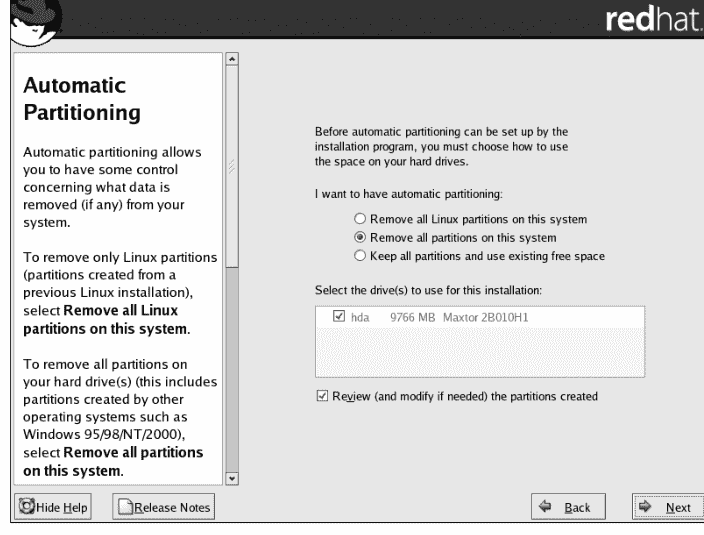 redhat.
Automatic
Partitioning
Automatic partitioning allows
you to have some control
concerning what data is
removed (if any) from your
system.
To remove only Linux partitions
(partitions created from a
previous Linux installation),
select Remove all Linux
partitions on this system.
To remove all partitions on
your hard drive(s) (this includes
partitions created by other
operating systems such as
Windows 95/98/NT/2000),
select Remove all partitions
on this system.
Before automatic partitioning can be set up by the
installation program, you must choose how to use
the space on your hard drives.
I want to have automatic partitioning:
Remove all Linux partitions on this system
Remove all partitions on this system
Keep all partitions and use existing free space
Select the drive(s) to use for this installation:
hda 9766 MB Maxtor 2B010H1
Review (and modify if needed) the partitions created
Hide Help
Release Notes
Back
Next